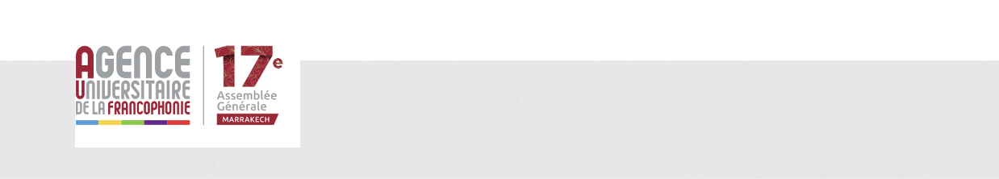 AGENCE
UNIVERSITAIRE
DE LA FRANCOPHONIE
17e
Assemblée
Générale
MARRAKECH